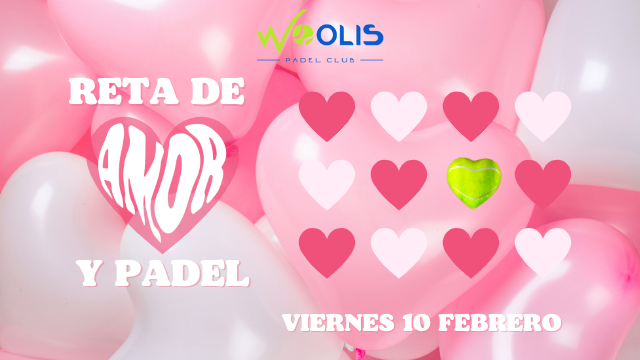 WOOLIS
PADEL CLUB
RETA DE
AMOR
Y PADEL
VIERNES 10 FEBRERO